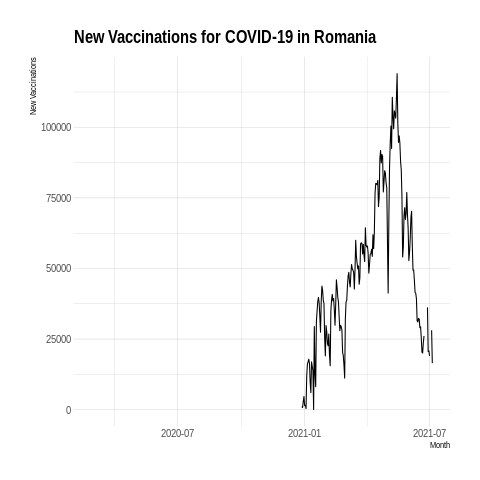 New Vaccinations for COVID-19 in Romania
New Vaccinations
100000
75000
50000
25000
0
2020-07
2021-01
2021-07
Month